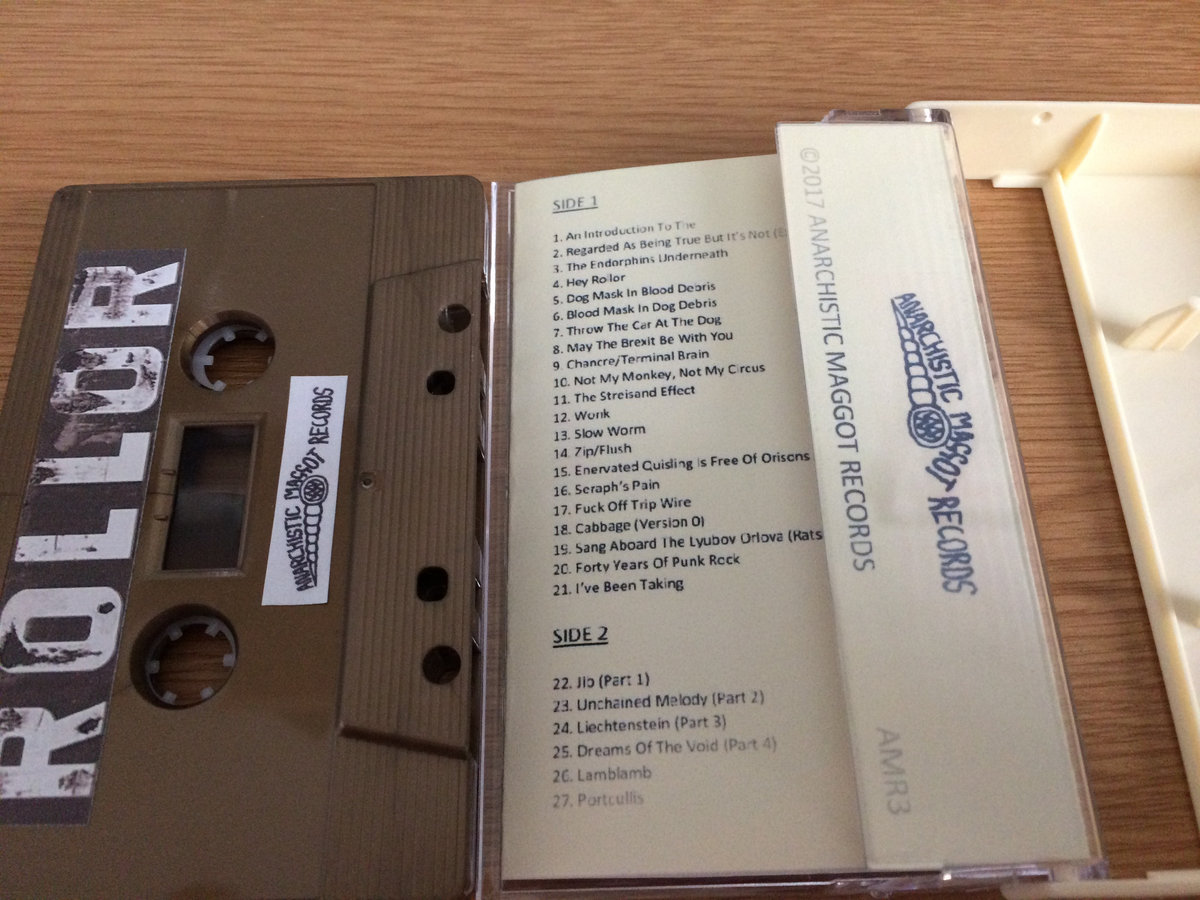 ROLLOR
ANARCHISTIC MAGGOT RECORDS
SIDE 1
1. An Introduction To The
2. Regarded As Being True But It's Not
3. The Endorphins Underneath
4. Hey Rollor
5. Dog Mask In Blood Debris
6. Blood Mask In Dog Debris
7. Throw The Car At The Dog
8. May The Brexit Be With You
9. Chancre/Terminal Brain
10. Not My Monkey, Not My Circus
11. The Streisand Effect
12. Wonk
13. Slow Worm
14. Zip/Flush
15. Enervated Quisling Is Free Of Orisons
16. Seraph's Pain
17. Fuck Off Trip Wire
18. Cabbage (Version 0)
19. Sang Aboard The Lyubov Orlova (Rats
20. Forty Years Of Punk Rock
21. I've Been Taking
SIDE 2
22. Jib (Part 1)
23. Unchained Melody (Part 2)
24. Liechtenstein (Part 3)
25. Dreams Of The Void (Part 4)
26. Lamblamb
27. Portcullis
©2017 ANARCHISTIC MAGGOT RECORDS
ANARCHISTIC MAGGOT RECORDS
AMR3